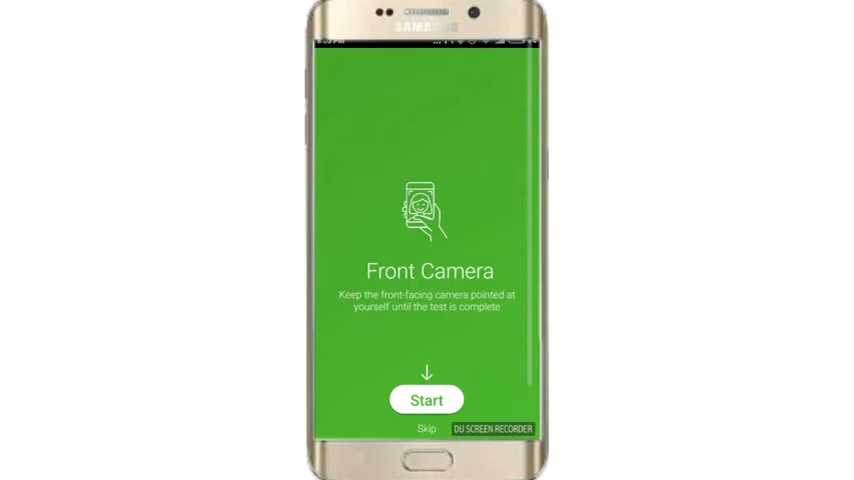 SAMSUNG
Front Camera
Keep the front-facing camera pointed at
yourself until the test is complete
Start
Skip
DU SCREEN RECORDER